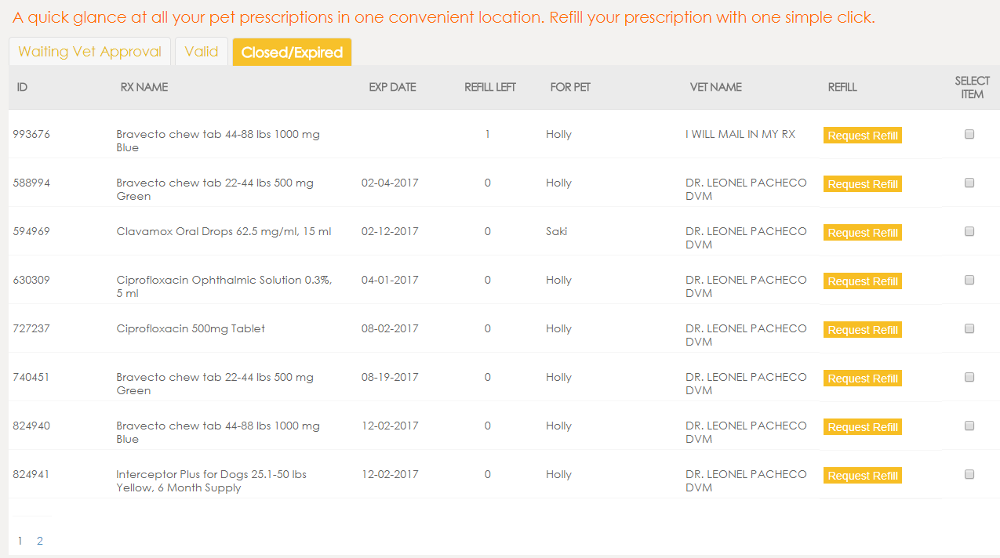 A quick glance at all your pet prescriptions in one convenient location. Refill your prescription with one simple click.
Waiting Vet Approval Valid Closed/Expired
ID RX NAME EXP DATE REFILL LEFT FOR PET VET NAME REFILL SELECT
ITEM
993676 Bravecto chew tab 44-88 lbs 1000 mg 1 Holly I WILL MAIL IN MY RX Request Refill
Blue
588994 Bravecto chew tab 22-44 lbs 500 mg 02-04-2017 0 Holly DR. LEONEL PACHECO Request Refill
Green DVM
594969 Clavamox Oral Drops 62.5 mg/ml, 15 ml 02-12-2017 0 Saki DR. LEONEL PACHECO Request Refill
DVM
630309 Ciprofloxacin Ophthalmic Solution 0.3%, 04-01-2017 0 Holly DR. LEONEL PACHECO Request Refill
5 ml DVM
727237 Ciprofloxacin 500mg Tablet 08-02-2017 0 Holly DR. LEONEL PACHECO Request Refill
DVM
740451 Bravecto chew tab 22-44 lbs 500 mg 08-19-2017 0 Holly DR. LEONEL PACHECO Request Refill
Green DVM
824940 Bravecto chew tab 44-88 lbs 1000 mg 12-02-2017 0 Holly DR. LEONEL PACHECO Request Refill
Blue DVM
824941 Interceptor Plus for Dogs 25.1-50 lbs 12-02-2017 0 Holly DR. LEONEL PACHECO Request Refill
Yellow, 6 Month Supply DVM
1 2